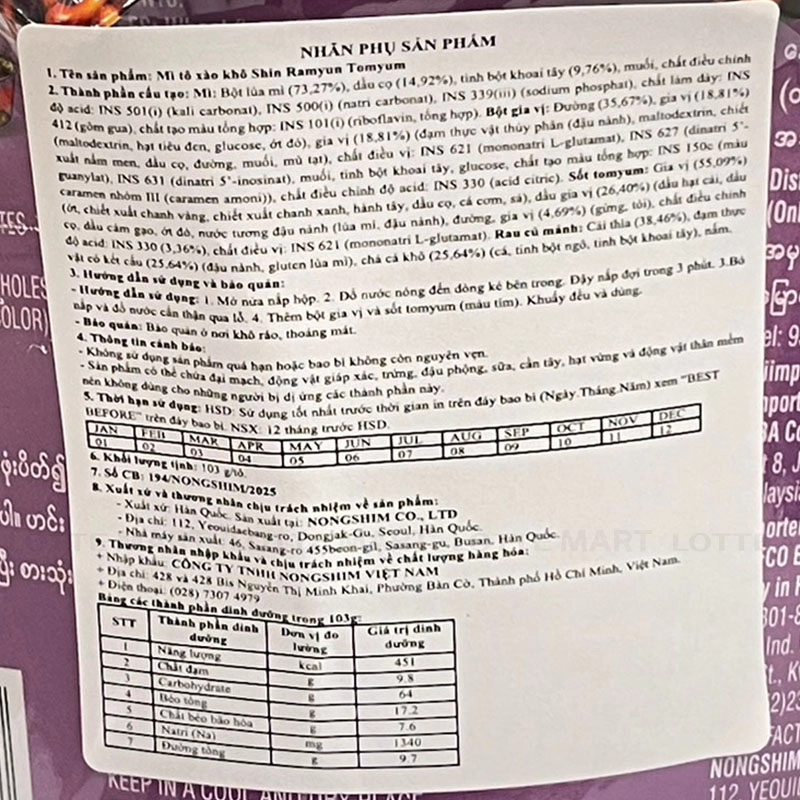 NHÃN PHỤ SẢN PHẨM
1. Tên sản phẩm: Mì tô xào khô Shin Ramyun Tomyum
2. Thành phần cấu tạo: Mì: Bột lúa mì (73,27%), dầu cọ (14,92%), tinh bột khoai tây (9,76%), muối, chất điều chỉnh
độ acid: INS 501(i) (kali carbonat), INS 500(i) (natri carbonat), INS 339(iii) (sodium phosphat), chất làm dày: INS
412 (gôm gua), chất tạo màu tổng hợp: INS 101(i) (riboflavin, tổng hợp). Bột gia vị: Đường (35,67%), gia vị (18,81%)
(maltodextrin, hạt tiêu đen, glucose, ớt đỏ), gia vị (18,81%) (đạm thực vật thủy phân (đậu nành), maltodextrin, chiết
xuất nấm men, dầu cọ, đường, muối, mù tạt), chất điều vị: INS 621 (mononatri L-glutamat), INS 627 (dinatri 5'-
guanylat), INS 631 (dinatri 5'-inosinat), muối, tinh bột khoai tây, glucose, chất tạo màu tổng hợp: INS 150c (màu
caramen nhóm III (caramen amoni)), chất điều chỉnh độ acid: INS 330 (acid citric). Sốt tomyum: Gia vị (55,09%)
(ớt, chiết xuất chanh vàng, chiết xuất chanh xanh, hành tây, dầu cọ, cá cơm, sả), dầu gia vị (26,40%) (dầu hạt cải, dầu
cọ, dầu cám gạo, ớt đỏ, nước tương đậu nành (lúa mì, đậu nành), đường, gia vị (4,69%) (gừng, tỏi), chất điều chỉnh
độ acid: INS 330 (3,36%), chất điều vị: INS 621 (mononatri L-glutamat). Rau củ mảnh: Cải thìa (38,46%), đạm thực
vật có kết cấu (25,64%) (đậu nành, gluten lúa mì), chả cá khô (25,64%) (cá, tinh bột ngô, tinh bột khoai tây), nấm.
3. Hướng dẫn sử dụng và bảo quản:
- Hướng dẫn sử dụng: 1. Mở nửa nắp hộp. 2. Đổ nước nóng đến dòng kẻ bên trong. Đậy nắp đợi trong 3 phút. 3.Bỏ
nắp và đổ nước cẩn thận qua lỗ. 4. Thêm bột gia vị và sốt tomyum (màu tím). Khuấy đều và dùng.
- Bảo quản: Bảo quản ở nơi khô ráo, thoáng mát.
4. Thông tin cảnh báo:
- Không sử dụng sản phẩm quá hạn hoặc bao bì không còn nguyên vẹn.
- Sản phẩm có thể chứa đại mạch, động vật giáp xác, trứng, đậu phộng, sữa, cần tây, hạt vừng và động vật thân mềm
nên không dùng cho những người bị dị ứng các thành phần này.
5. Thời hạn sử dụng: HSD: Sử dụng tốt nhất trước thời gian in trên đáy bao bì (Ngày.Tháng.Năm) xem "BEST
BEFORE" trên đáy bao bì. NSX: 12 tháng trước HSD.
JAN FEB MAR APR MAY JUN JUL AUG SEP OCT NOV DEC
01 02 03 04 05 06 07 08 09 10 11 12
6. Khối lượng tịnh: 103 g/tô.
7. Số CB: 194/NONGSHIM/2025
8. Xuất xứ và thương nhân chịu trách nhiệm về sản phẩm:
- Xuất xứ: Hàn Quốc. Sản xuất tại: NONGSHIM CO., LTD
- Địa chỉ: 112, Yeouidaebang-ro, Dongjak-Gu, Seoul, Hàn Quốc.
- Nhà máy sản xuất: 46, Sasang-ro 455beon-gil, Sasang-gu, Busan, Hàn Quốc.
9. Thương nhân nhập khẩu và chịu trách nhiệm về chất lượng hàng hóa:
+ Nhập khẩu: CÔNG TY TNHH NONGSHIM VIỆT NAM
+ Địa chỉ: 428 và 428 Bis Nguyễn Thị Minh Khai, Phường Bàn Cờ, Thành phố Hồ Chí Minh, Việt Nam.
+ Điện thoại: (028) 7307 4979
Bảng các thành phần dinh dưỡng trong 103g:
STT Thành phần dinh dưỡng Đơn vị đo lường Giá trị dinh dưỡng
1 Năng lượng kcal 451
2 Chất đạm g 9.8
3 Carbohydrate g 64
4 Béo tổng g 17.2
5 Chất béo bão hòa g 7.6
6 Natri (Na) mg 1340
7 Đường tổng g 9.7
KEEP IN A COOL AND DRY PLACE
NONGSHIM
112 YEOUI